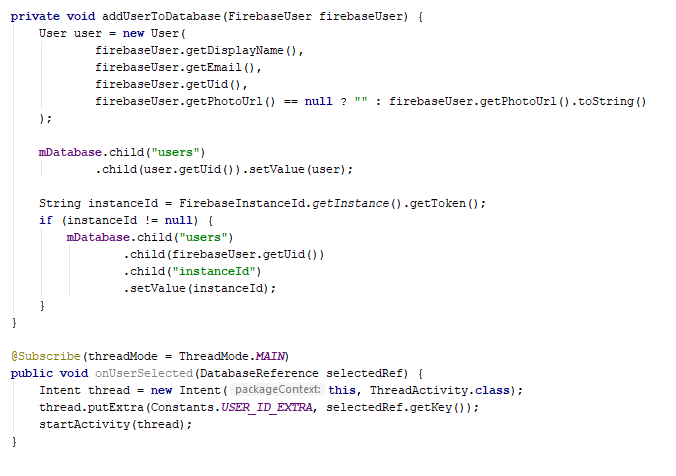 private void addUserToDatabase(FirebaseUser firebaseUser) {
    User user = new User(
            firebaseUser.getDisplayName(),
            firebaseUser.getEmail(),
            firebaseUser.getUid(),
            firebaseUser.getPhotoUrl() == null ? "" : firebaseUser.getPhotoUrl().toString()
    );

    mDatabase.child("users")
            .child(user.getUid()).setValue(user);

    String instanceId = FirebaseInstanceId.getInstance().getToken();
    if (instanceId != null) {
        mDatabase.child("users")
                .child(firebaseUser.getUid())
                .child("instanceId")
                .setValue(instanceId);
    }
}

@Subscribe(threadMode = ThreadMode.MAIN)
public void onUserSelected(DatabaseReference selectedRef) {
    Intent thread = new Intent( packageContext: this, ThreadActivity.class);
    thread.putExtra(Constants.USER_ID_EXTRA, selectedRef.getKey());
    startActivity(thread);
}